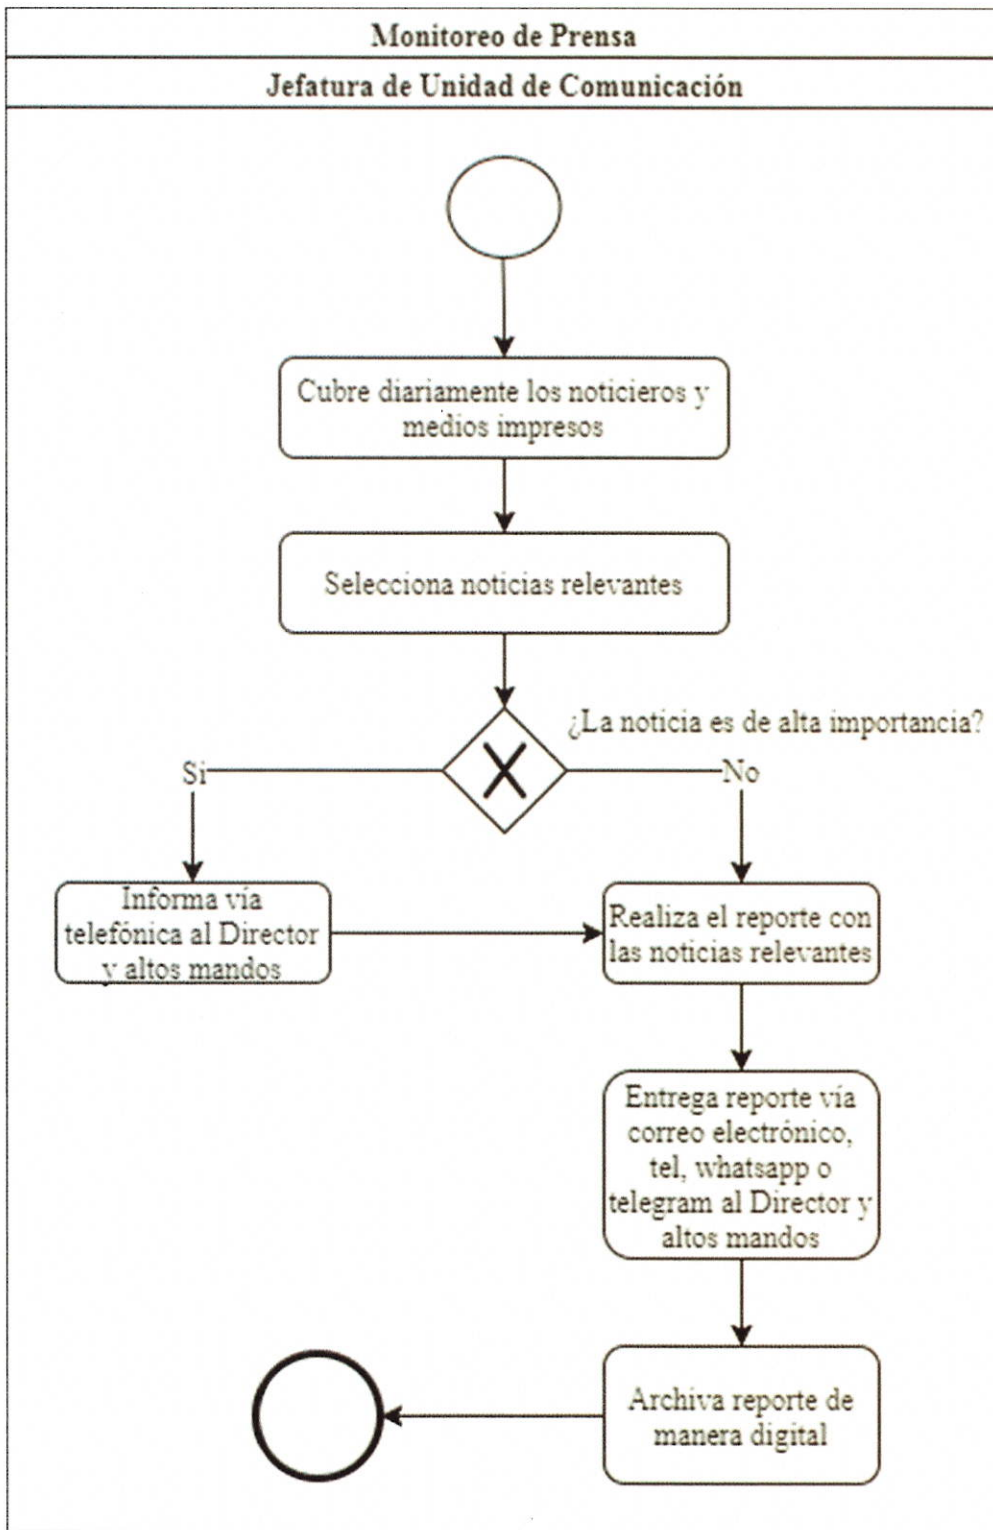 Monitoreo de Prensa
Jefatura de Unidad de Comunicación
Cubre diariamente los noticieros y
medios impresos
Selecciona noticias relevantes
¿La noticia es de alta importancia?
Si
No
Informa vía
telefónica al Director
y altos mandos
Realiza el reporte con
las noticias relevantes
Entrega reporte vía
correo electrónico,
tel, whatsapp o
telegram al Director y
altos mandos
Archiva reporte de
manera digital